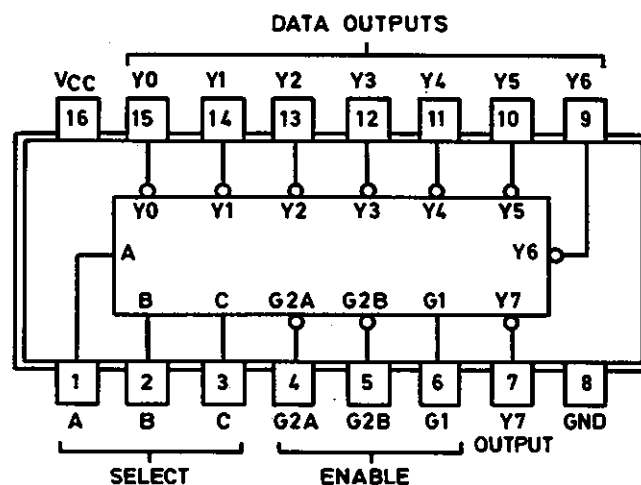 DATA OUTPUTS
VCC Y0 Y1 Y2 Y3 Y4 Y5 Y6
16 15 14 13 12 11 10 9
Y0 Y1 Y2 Y3 Y4 Y5
A Y6
B C G2A G2B G1 Y7
1 2 3 4 5 6 7 8
A B C G2A G2B G1 Y7 GND
OUTPUT
SELECT ENABLE